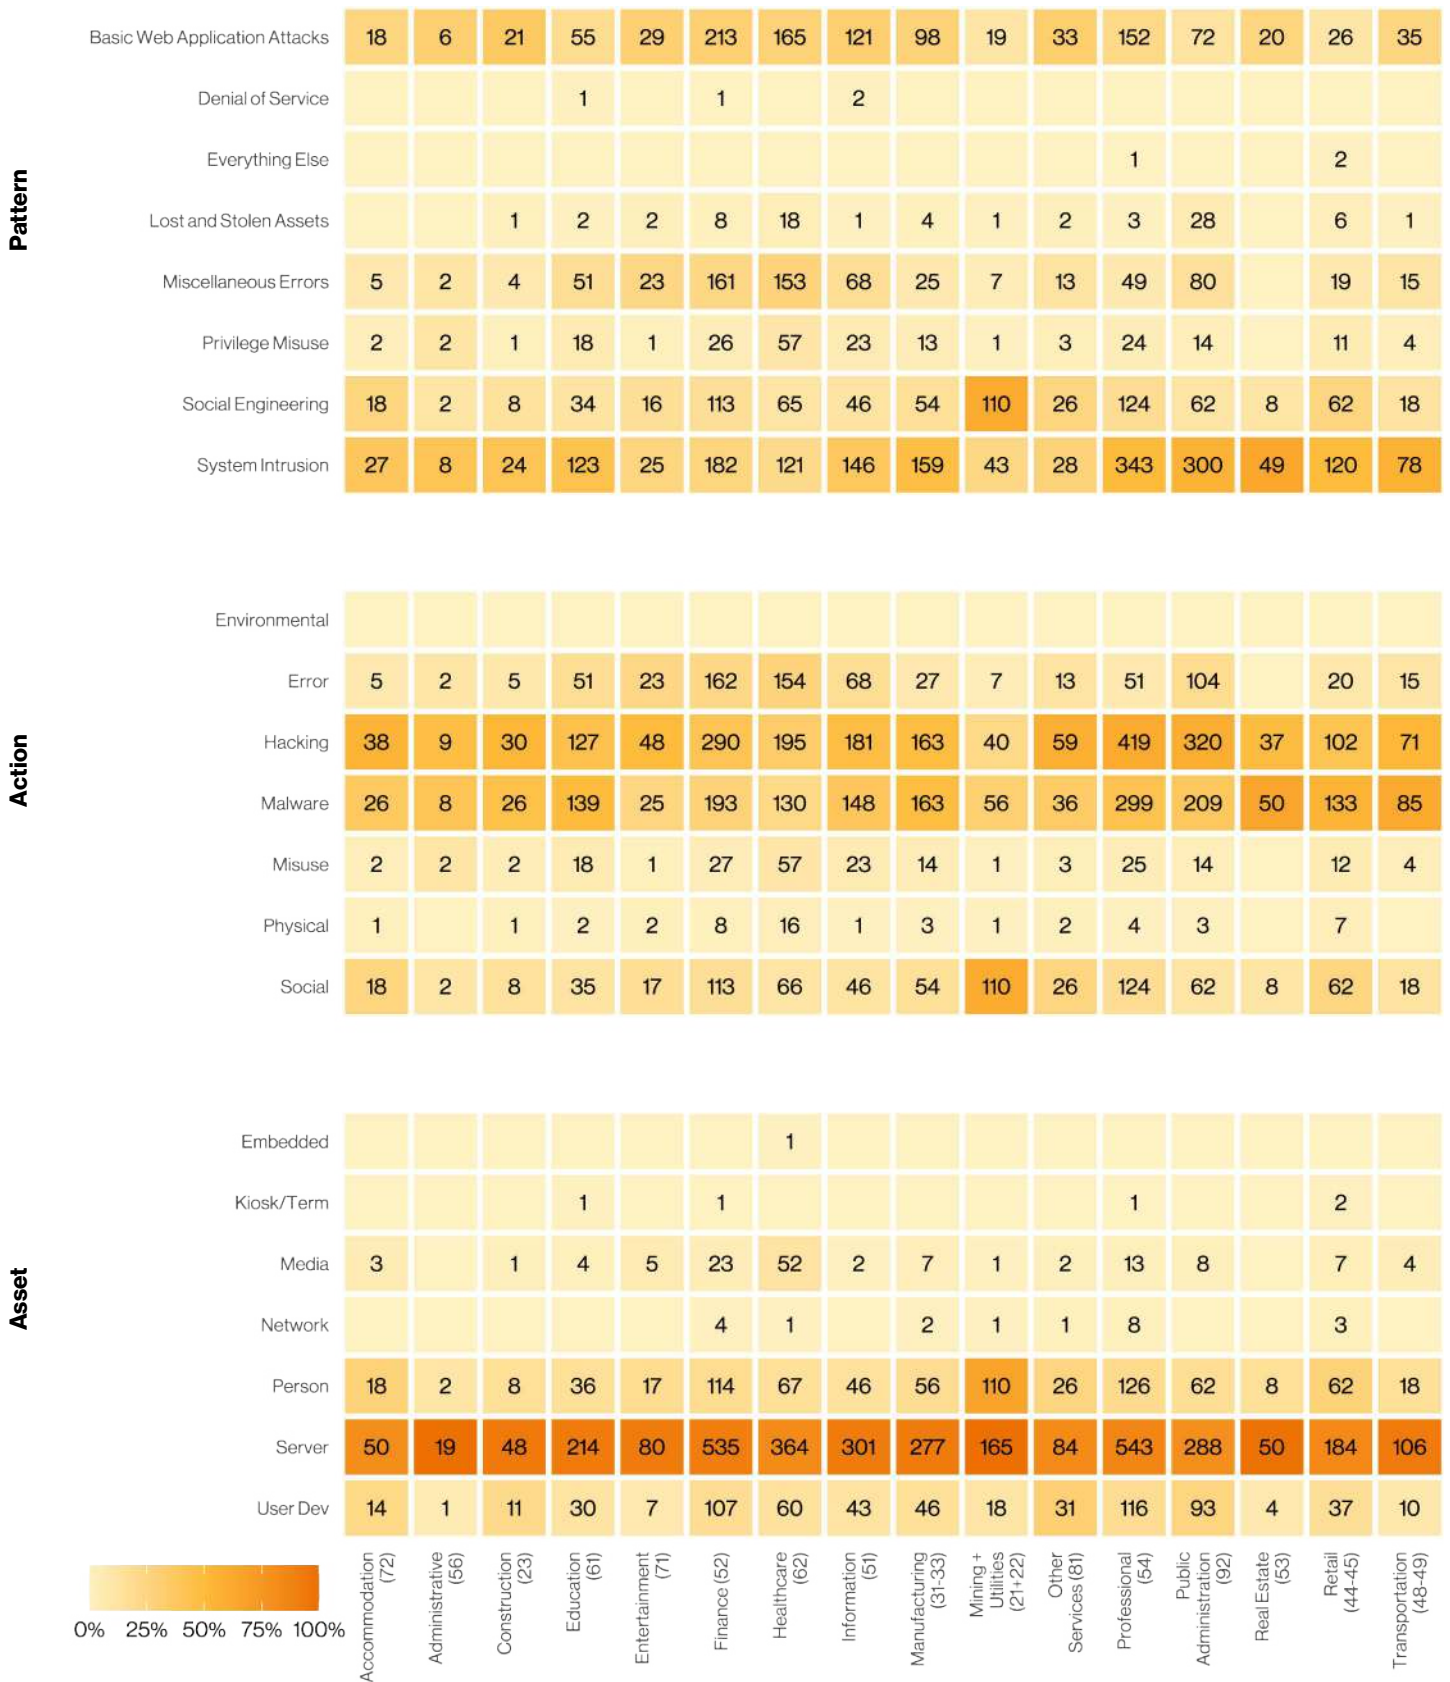 Pattern
Basic Web Application Attacks 18 6 21 55 29 213 165 121 98 19 33 152 72 20 26 35
Denial of Service 1 1 2
Everything Else 1 2
Lost and Stolen Assets 1 2 2 8 18 1 4 1 2 3 28 6 1
Miscellaneous Errors 5 2 4 51 23 161 153 68 25 7 13 49 80 19 15
Privilege Misuse 2 2 1 18 1 26 57 23 13 1 3 24 14 11 4
Social Engineering 18 2 8 34 16 113 65 46 54 110 26 124 62 8 62 18
System Intrusion 27 8 24 123 25 182 121 146 159 43 28 343 300 49 120 78
Action
Environmental
Error 5 2 5 51 23 162 154 68 27 7 13 51 104 20 15
Hacking 38 9 30 127 48 290 195 181 163 40 59 419 320 37 102 71
Malware 26 8 26 139 25 193 130 148 163 56 36 299 209 50 133 85
Misuse 2 2 2 18 1 27 57 23 14 1 3 25 14 12 4
Physical 1 1 2 2 8 16 1 3 1 2 4 3 7
Social 18 2 8 35 17 113 66 46 54 110 26 124 62 8 62 18
Asset
Embedded 1
Kiosk/Term 1 1 1 2
Media 3 1 4 5 23 52 2 7 1 2 13 8 7 4
Network 4 1 2 1 1 8 3
Person 18 2 8 36 17 114 67 46 56 110 26 126 62 8 62 18
Server 50 19 48 214 80 535 364 301 277 165 84 543 288 50 184 106
User Dev 14 1 11 30 7 107 60 43 46 18 31 116 93 4 37 10
0% 25% 50% 75% 100%
Accommodation
(72)
Administrative
(56)
Construction
(23)
Education
(61)
Entertainment
(71)
Finance (52)
Healthcare
(62)
Information
(51)
Manufacturing
(31-33)
Mining +
Utilities
(21+22)
Other
Services (81)
Professional
(54)
Public
Administration
(92)
Real Estate
(53)
Retail
(44-45)
Transportation
(48-49)